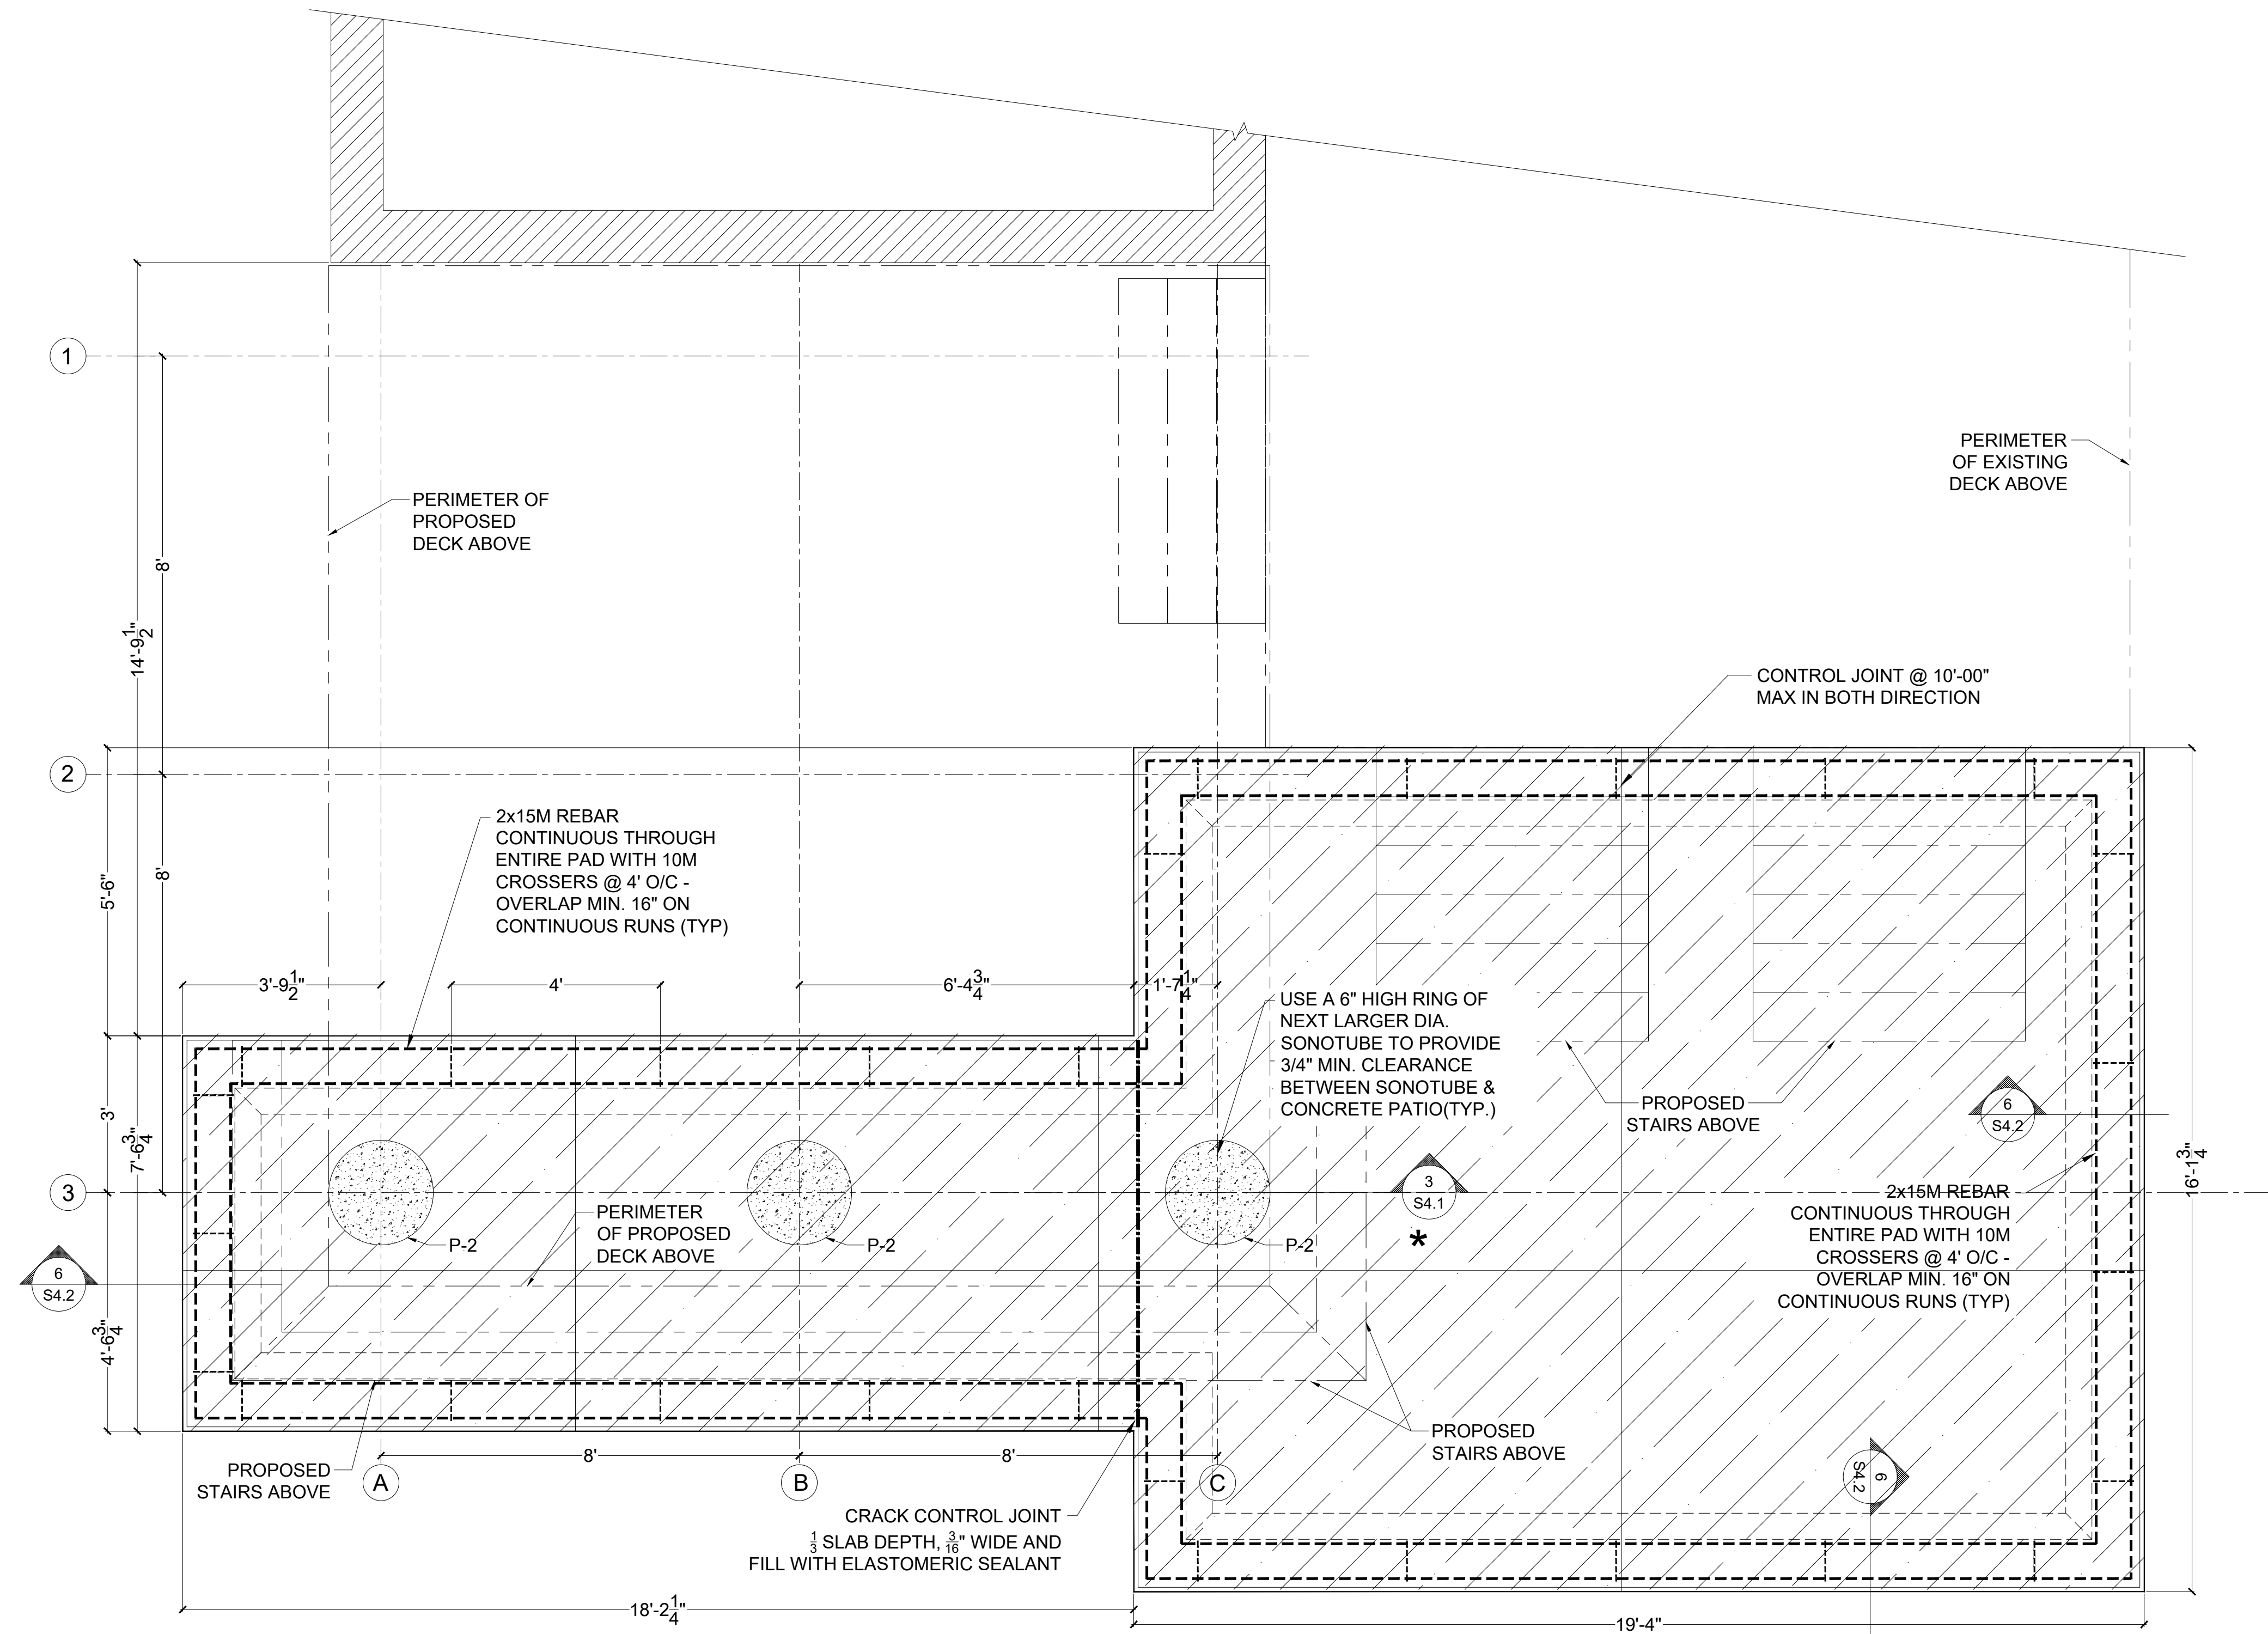 1
PERIMETER
OF EXISTING
DECK ABOVE
PERIMETER OF
PROPOSED
DECK ABOVE
8'
14'-9 1/2"
CONTROL JOINT @ 10'-00"
MAX IN BOTH DIRECTION
2
2x15M REBAR
CONTINUOUS THROUGH
ENTIRE PAD WITH 10M
CROSSERS @ 4' O/C -
OVERLAP MIN. 16" ON
CONTINUOUS RUNS (TYP)
5'-6"
8'
3'-9 1/2"
4'
6'-4 3/4"
1'-7 1/4"
USE A 6" HIGH RING OF
NEXT LARGER DIA.
SONOTUBE TO PROVIDE
3/4" MIN. CLEARANCE
BETWEEN SONOTUBE &
CONCRETE PATIO(TYP.)
PROPOSED
STAIRS ABOVE
6
S4.2
3'
7'-6 3/4"
16'-1 3/4"
3
3
S4.1
*
2x15M REBAR
CONTINUOUS THROUGH
ENTIRE PAD WITH 10M
CROSSERS @ 4' O/C -
OVERLAP MIN. 16" ON
CONTINUOUS RUNS (TYP)
PERIMETER
OF PROPOSED
DECK ABOVE
P-2
P-2
P-2
6
S4.2
4'-6 3/4"
PROPOSED
STAIRS ABOVE
8'
8'
PROPOSED
STAIRS ABOVE
A
B
C
6
S4.2
CRACK CONTROL JOINT
1/3 SLAB DEPTH, 3/16" WIDE AND
FILL WITH ELASTOMERIC SEALANT
18'-2 1/4"
19'-4"